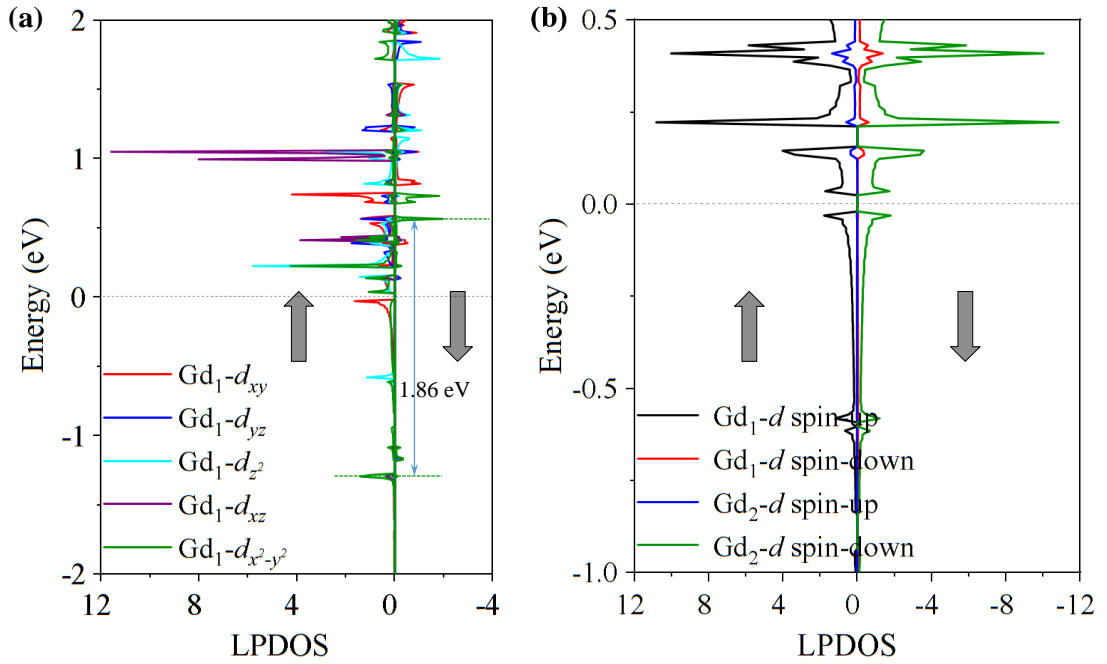 (a)
2
1
0
-1
-2
Energy (eV)
1.86 eV
Gd₁-dxy
Gd₁-dyz
Gd₁-dz²
Gd₁-dxz
Gd₁-dx²-y²
12 8 4 0 -4
LPDOS
(b)
0.5
0.0
-0.5
-1.0
Energy (eV)
Gd₁-d spin-up
Gd₁-d spin-down
Gd₂-d spin-up
Gd₂-d spin-down
12 8 4 0 -4 -8 -12
LPDOS